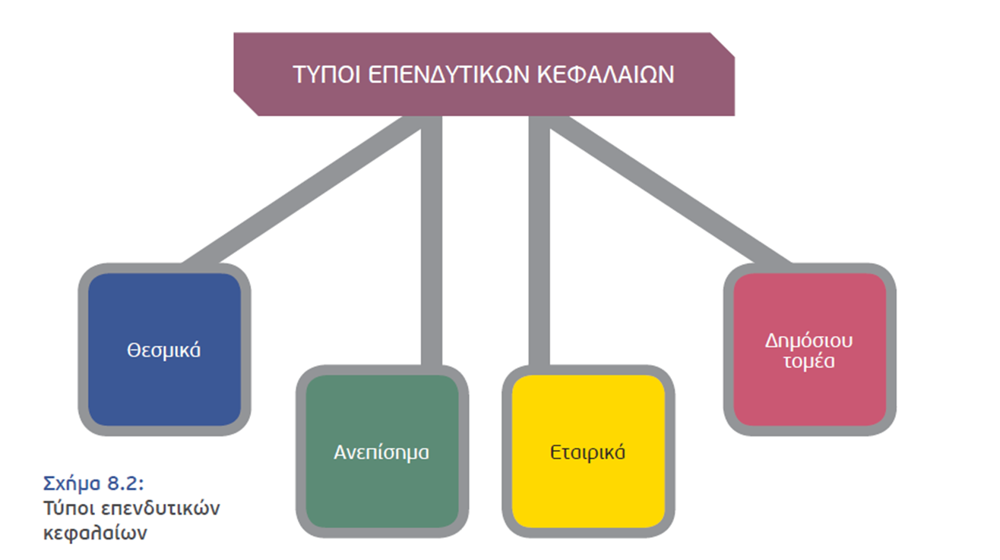 ΤΥΠΟΙ ΕΠΕΝΔΥΤΙΚΩΝ ΚΕΦΑΛΑΙΩΝ
Θεσμικά
Ανεπίσημα
Εταιρικά
Δημόσιου
τομέα
Σχήμα 8.2:
Τύποι επενδυτικών
κεφαλαίων